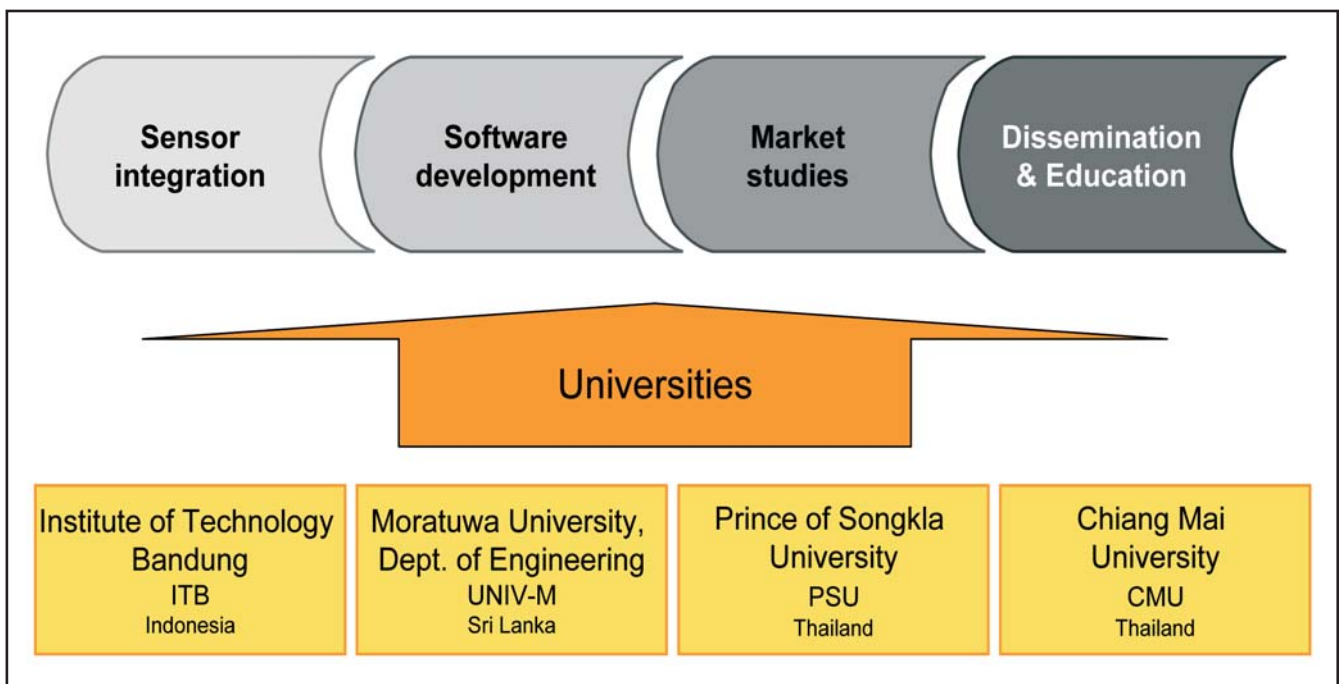 Sensor
integration
Software
development
Market
studies
Dissemination
& Education
Universities
Institute of Technology
Bandung
ITB
Indonesia
Moratuwa University,
Dept. of Engineering
UNIV-M
Sri Lanka
Prince of Songkla
University
PSU
Thailand
Chiang Mai
University
CMU
Thailand